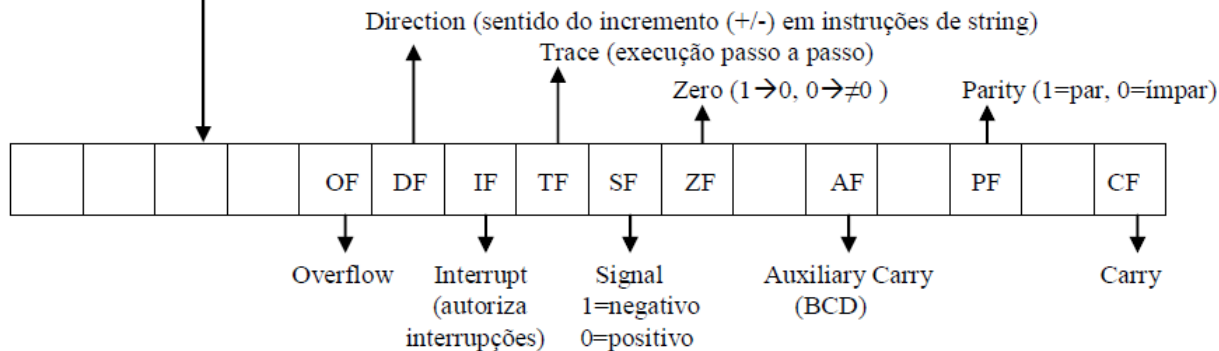 Direction (sentido do incremento (+/-) em instruções de string)
Trace (execução passo a passo)
Zero (1→0, 0→≠0 )
Parity (1=par, 0=ímpar)
OF
DF
IF
TF
SF
ZF
AF
PF
CF
Overflow
Interrupt
(autoriza
interrupções)
Signal
1=negativo
0=positivo
Auxiliary Carry
(BCD)
Carry